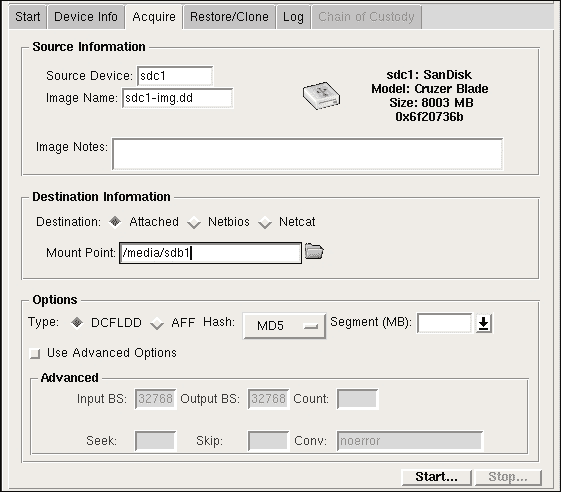 Start Device Info Acquire Restore/Clone Log Chain of Custody
Source Information
Source Device: sdc1
Image Name: sdc1-img.dd
sdc1: SanDisk
Model: Cruzer Blade
Size: 8003 MB
0x6f20736b
Image Notes:
Destination Information
Destination: Attached Netbios Netcat
Mount Point: /media/sdb1
Options
Type: DCFLDD AFF Hash: MD5 Segment (MB):
Use Advanced Options
Advanced
Input BS: 32768 Output BS: 32768 Count:
Seek: Skip: Conv: noerror
Start... Stop...